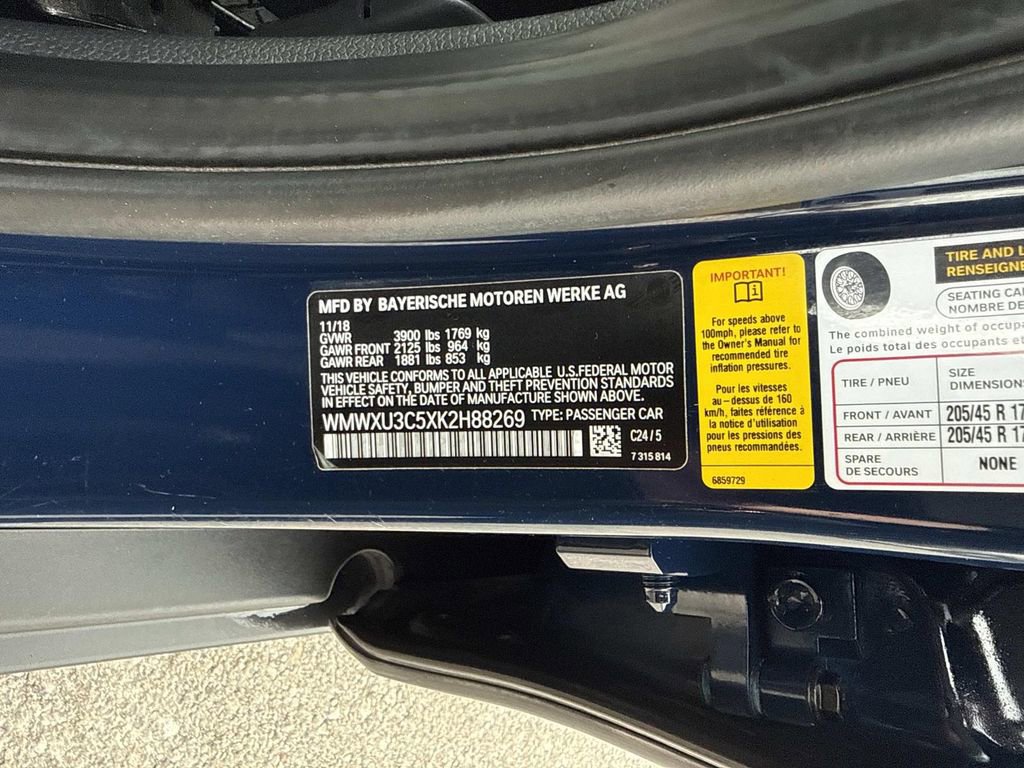 MFD BY BAYERISCHE MOTOREN WERKE AG
11/18
GVWR 3900 lbs 1769 kg
GAWR FRONT 2125 lbs 964 kg
GAWR REAR 1881 lbs 853 kg
THIS VEHICLE CONFORMS TO ALL APPLICABLE U.S.FEDERAL MOTOR
VEHICLE SAFETY, BUMPER AND THEFT PREVENTION STANDARDS
IN EFFECT ON THE DATE OF MANUFACTURE SHOWN ABOVE.
WMWXU3C5XK2H88269 TYPE: PASSENGER CAR
C24/5
7 315 814
IMPORTANT!
For speeds above
100mph, please refer to
the Owner's Manual for
recommended tire
inflation pressures.
Pour les vitesses
au-dessus de 160
km/h, faites référence à
la notice d'utilisation
pour les pressions des
pneus recommandées.
6859729
TIRE AND
RENSEIGNE
SEATING CA
NOMBRE DE
The combined weight of occup
Le poids total des occupants et
TIRE / PNEU SIZE
DIMENSIONS
FRONT / AVANT 205/45 R 17
REAR / ARRIÈRE 205/45 R 17
SPARE
DE SECOURS NONE